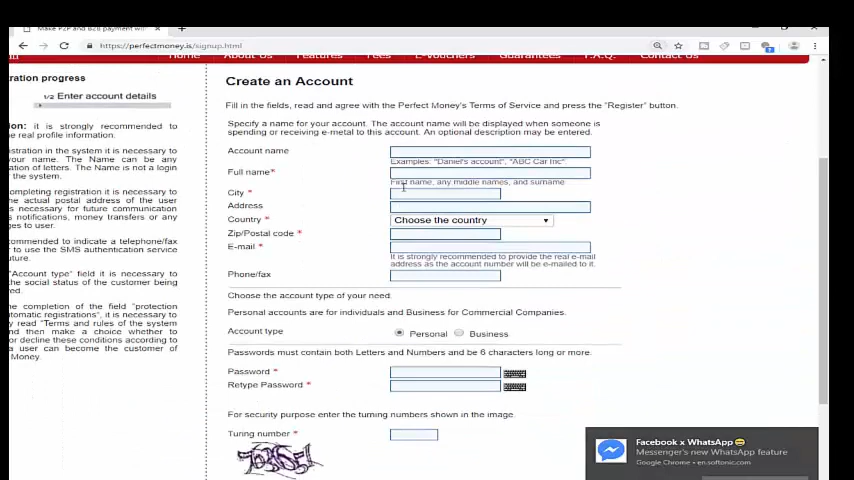 Make P2P and B2B payment with
https://perfectmoney.is/signup.html
Home About Us Features Fees E-Vouchers Guarantees F.A.Q. Contact Us
ration progress
1/2 Enter account details
tion: it is strongly recommended to
the real profile information.
istration in the system it is necessary to
your name. The Name can be any
ation of letters. The Name is not a login
completing registration it is necessary to
the actual postal address of the user
is necessary for future communication
s notifications, money transfers or any
ges to user.
commended to indicate a telephone/fax
to use the SMS authentication service
uture.
"Account type" field it is necessary to
the social status of the customer being
red.
he completion of the field "protection
tomatic registrations", it is necessary to
y read "Terms and rules of the system
nd then make a choice whether to
or decline these conditions according to
a user can become the customer of
Money.
Create an Account
Fill in the fields, read and agree with the Perfect Money's Terms of Service and press the "Register" button.
Specify a name for your account. The account name will be displayed when someone is
spending or receiving e-metal to this account. An optional description may be entered.
Account name
Examples: "Daniel's account", "ABC Car Inc".
Full name*
First name, any middle names, and surname
City *
Address
Country * Choose the country
Zip/Postal code *
E-mail *
It is strongly recommended to provide the real e-mail
address as the account number will be e-mailed to it.
Phone/fax
Choose the account type of your need.
Personal accounts are for individuals and Business for Commercial Companies.
Account type Personal Business
Passwords must contain both Letters and Numbers and be 6 characters long or more.
Password *
Retype Password *
For security purpose enter the turning numbers shown in the image.
Turing number *
Facebook x WhatsApp 😄
Messenger's new WhatsApp feature
Google Chrome • en.softonic.com